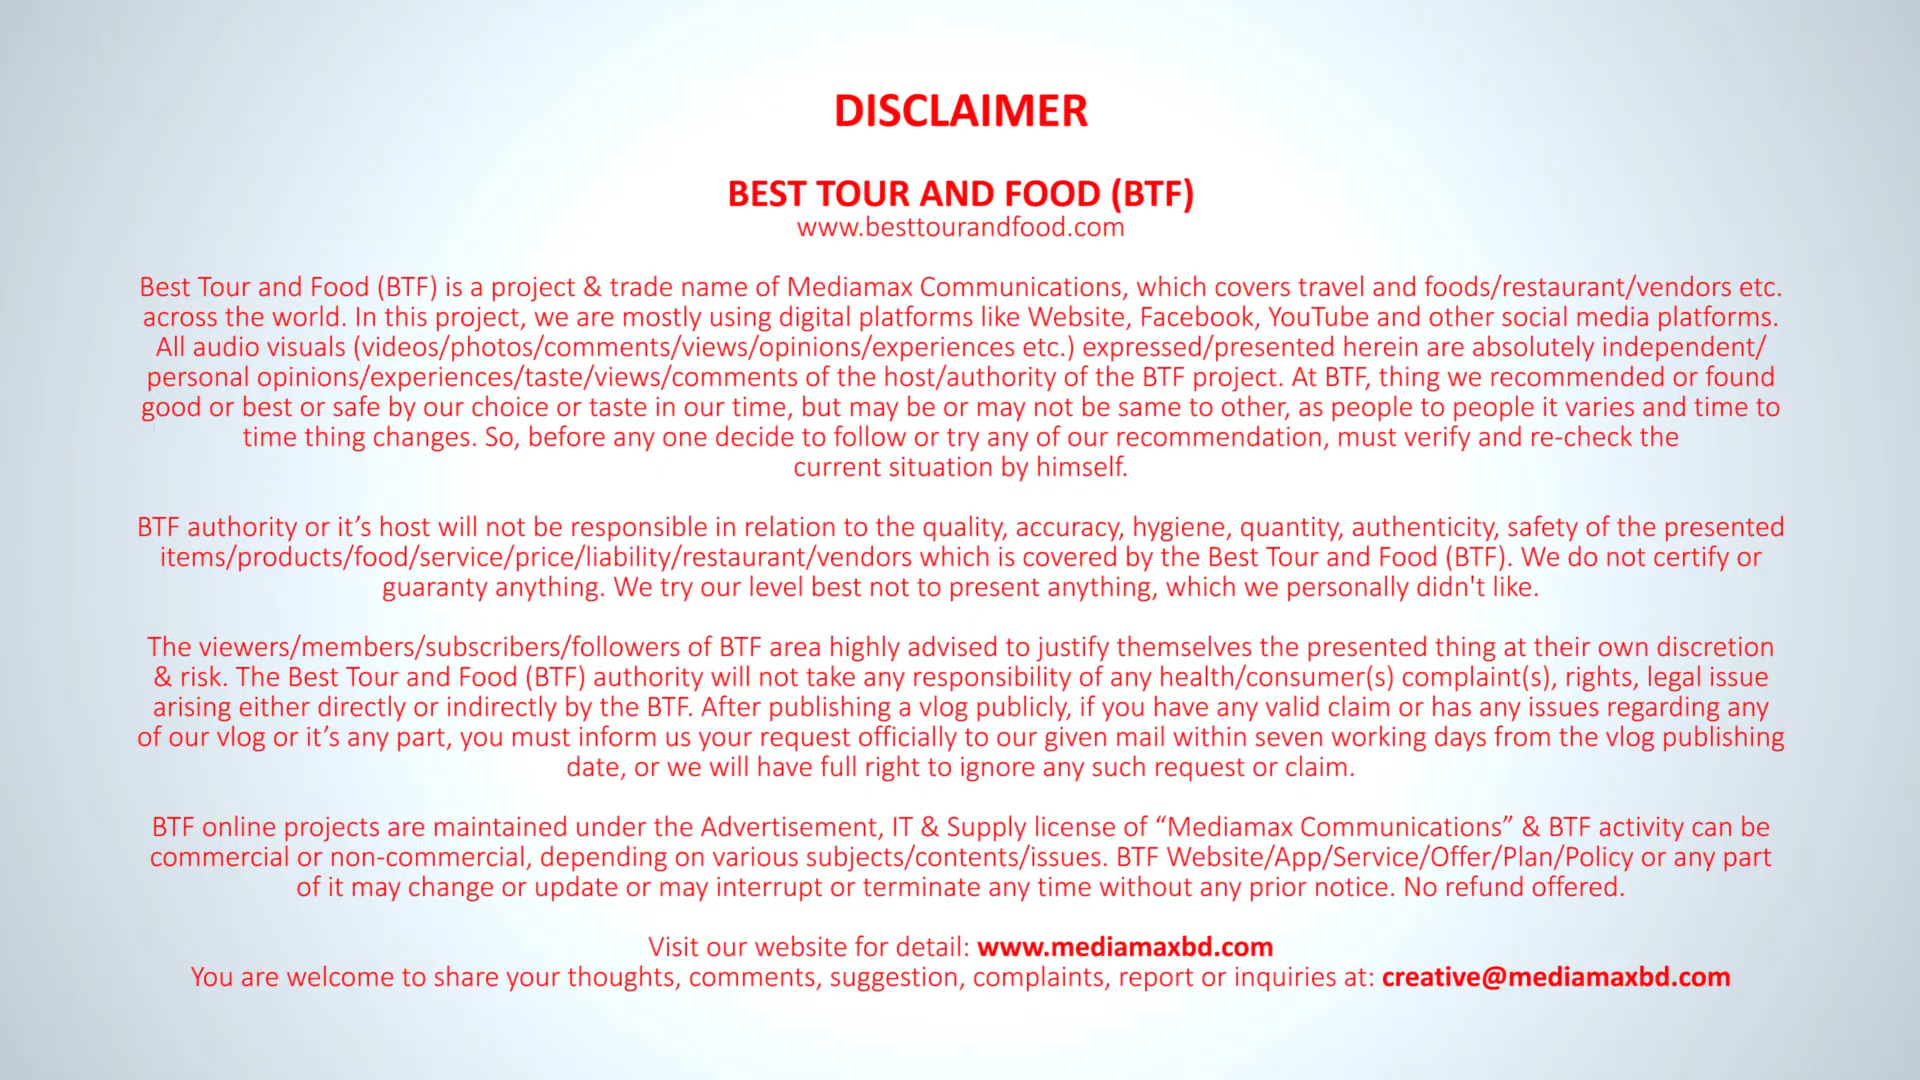 DISCLAIMER
BEST TOUR AND FOOD (BTF)
www.besttourandfood.com
Best Tour and Food (BTF) is a project & trade name of Mediamax Communications, which covers travel and foods/restaurant/vendors etc.
across the world. In this project, we are mostly using digital platforms like Website, Facebook, YouTube and other social media platforms.
All audio visuals (videos/photos/comments/views/opinions/experiences etc.) expressed/presented herein are absolutely independent/
personal opinions/experiences/taste/views/comments of the host/authority of the BTF project. At BTF, thing we recommended or found
good or best or safe by our choice or taste in our time, but may be or may not be same to other, as people to people it varies and time to
time thing changes. So, before any one decide to follow or try any of our recommendation, must verify and re-check the
current situation by himself.
BTF authority or it’s host will not be responsible in relation to the quality, accuracy, hygiene, quantity, authenticity, safety of the presented
items/products/food/service/price/liability/restaurant/vendors which is covered by the Best Tour and Food (BTF). We do not certify or
guaranty anything. We try our level best not to present anything, which we personally didn't like.
The viewers/members/subscribers/followers of BTF area highly advised to justify themselves the presented thing at their own discretion
& risk. The Best Tour and Food (BTF) authority will not take any responsibility of any health/consumer(s) complaint(s), rights, legal issue
arising either directly or indirectly by the BTF. After publishing a vlog publicly, if you have any valid claim or has any issues regarding any
of our vlog or it’s any part, you must inform us your request officially to our given mail within seven working days from the vlog publishing
date, or we will have full right to ignore any such request or claim.
BTF online projects are maintained under the Advertisement, IT & Supply license of “Mediamax Communications” & BTF activity can be
commercial or non-commercial, depending on various subjects/contents/issues. BTF Website/App/Service/Offer/Plan/Policy or any part
of it may change or update or may interrupt or terminate any time without any prior notice. No refund offered.
Visit our website for detail: www.mediamaxbd.com
You are welcome to share your thoughts, comments, suggestion, complaints, report or inquiries at: creative@mediamaxbd.com